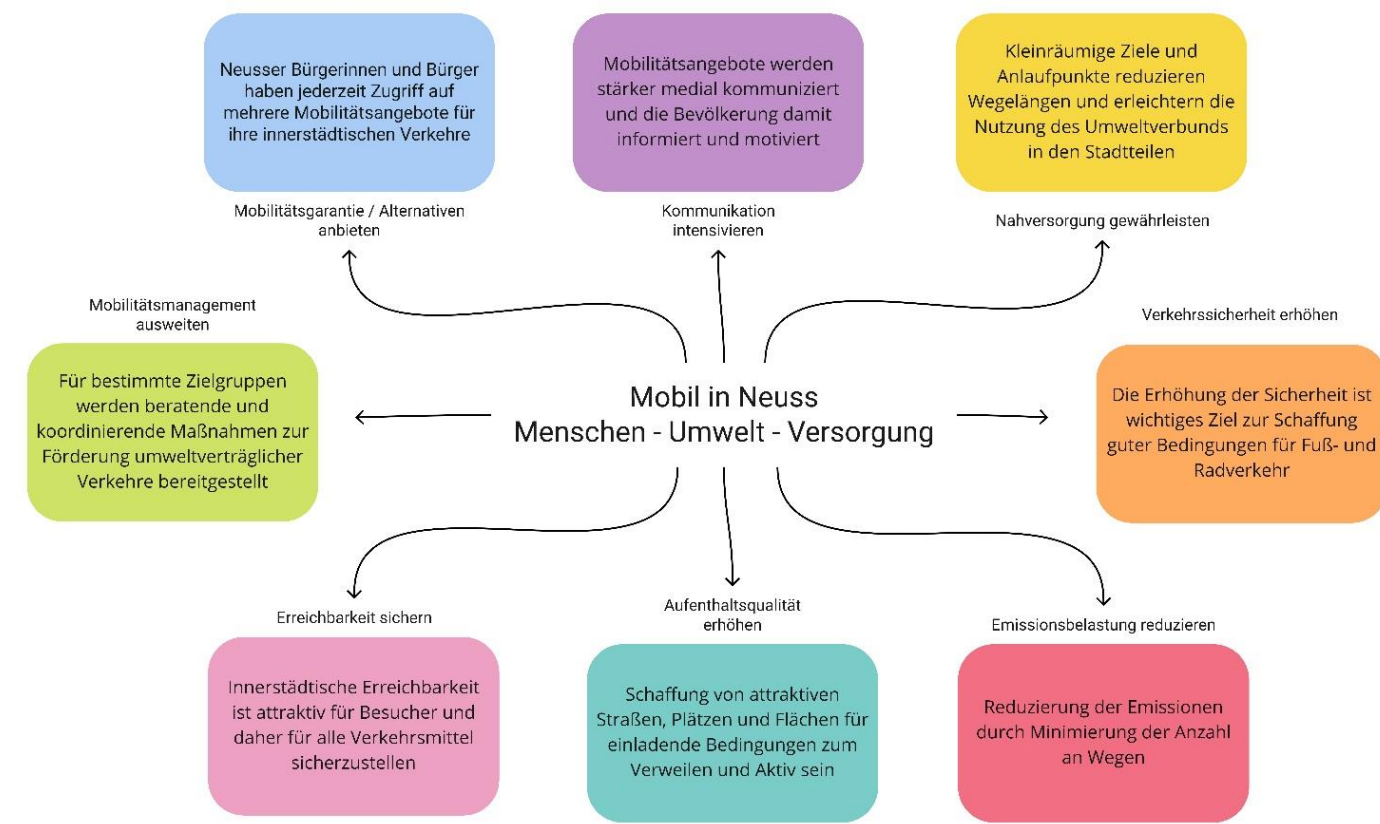 Neusser Bürgerinnen und Bürger
haben jederzeit Zugriff auf
mehrere Mobilitätsangebote für
ihre innerstädtischen Verkehre
Mobilitätsgarantie / Alternativen
anbieten
Mobilitätsangebote werden
stärker medial kommuniziert
und die Bevölkerung damit
informiert und motiviert
Kommunikation
intensivieren
Kleinräumige Ziele und
Anlaufpunkte reduzieren
Wegelängen und erleichtern die
Nutzung des Umweltverbunds
in den Stadtteilen
Nahversorgung gewährleisten
Mobilitätsmanagement
ausweiten
Für bestimmte Zielgruppen
werden beratende und
koordinierende Maßnahmen zur
Förderung umweltverträglicher
Verkehre bereitgestellt
Mobil in Neuss
Menschen - Umwelt - Versorgung
Verkehrssicherheit erhöhen
Die Erhöhung der Sicherheit ist
wichtiges Ziel zur Schaffung
guter Bedingungen für Fuß- und
Radverkehr
Erreichbarkeit sichern
Innerstädtische Erreichbarkeit
ist attraktiv für Besucher und
daher für alle Verkehrsmittel
sicherzustellen
Aufenthaltsqualität
erhöhen
Schaffung von attraktiven
Straßen, Plätzen und Flächen für
einladende Bedingungen zum
Verweilen und Aktiv sein
Emissionsbelastung reduzieren
Reduzierung der Emissionen
durch Minimierung der Anzahl
an Wegen